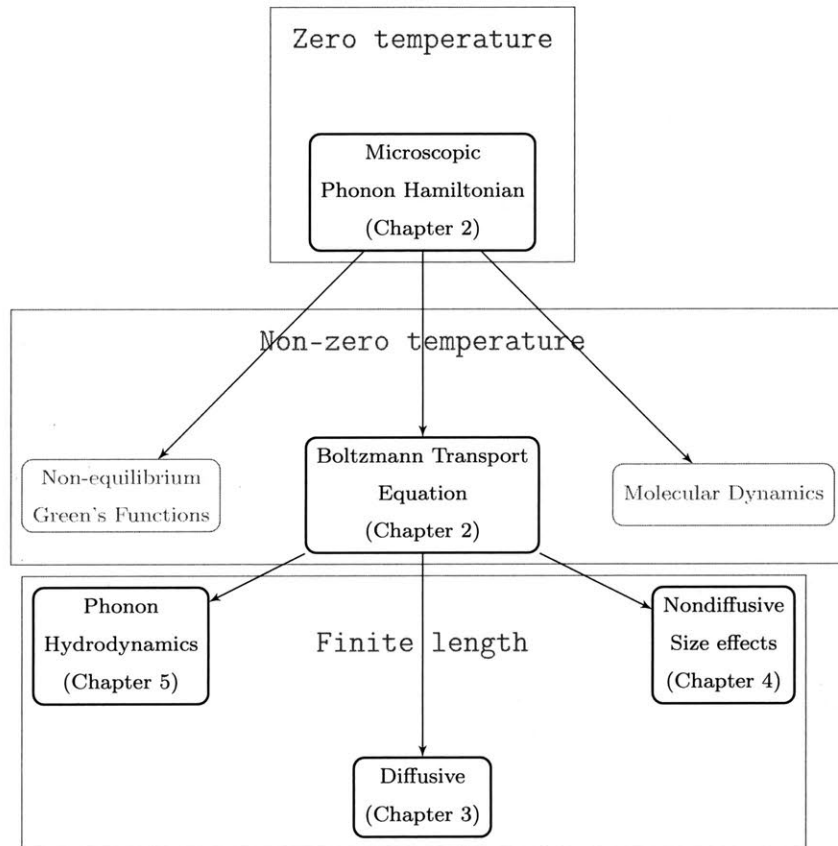 Zero temperature
Microscopic
Phonon Hamiltonian
(Chapter 2)
Non-zero temperature
Non-equilibrium
Green's Functions
Boltzmann Transport
Equation
(Chapter 2)
Molecular Dynamics
Phonon
Hydrodynamics
(Chapter 5)
Finite length
Nondiffusive
Size effects
(Chapter 4)
Diffusive
(Chapter 3)